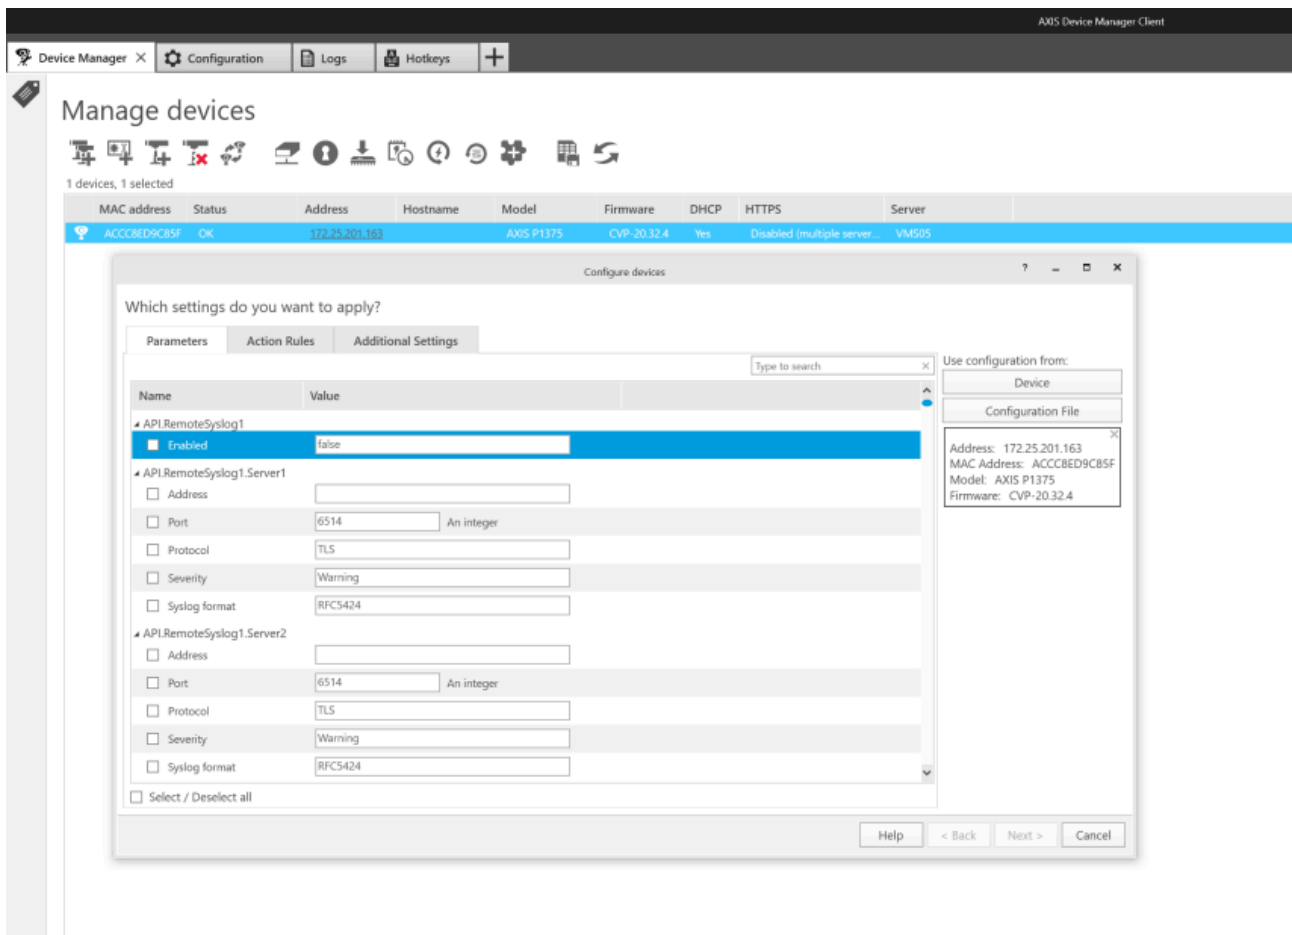 AXIS Device Manager Client
Device Manager Configuration Logs Hotkeys
Manage devices
1 devices, 1 selected
MAC address Status Address Hostname Model Firmware DHCP HTTPS Server
ACCC8ED9C85F OK 172.25.201.163 AXIS P1375 CVP-20.32.4 Yes Disabled (multiple server... VMS05
Configure devices
Which settings do you want to apply?
Parameters Action Rules Additional Settings
Type to search
Use configuration from:
Device
Configuration File
Address: 172.25.201.163
MAC Address: ACCC8ED9C85F
Model: AXIS P1375
Firmware: CVP-20.32.4
Name Value
API.RemoteSyslog1
Enabled false
API.RemoteSyslog1.Server1
Address
Port 6514 An integer
Protocol TLS
Severity Warning
Syslog format RFC5424
API.RemoteSyslog1.Server2
Address
Port 6514 An integer
Protocol TLS
Severity Warning
Syslog format RFC5424
Select / Deselect all
Help < Back Next > Cancel